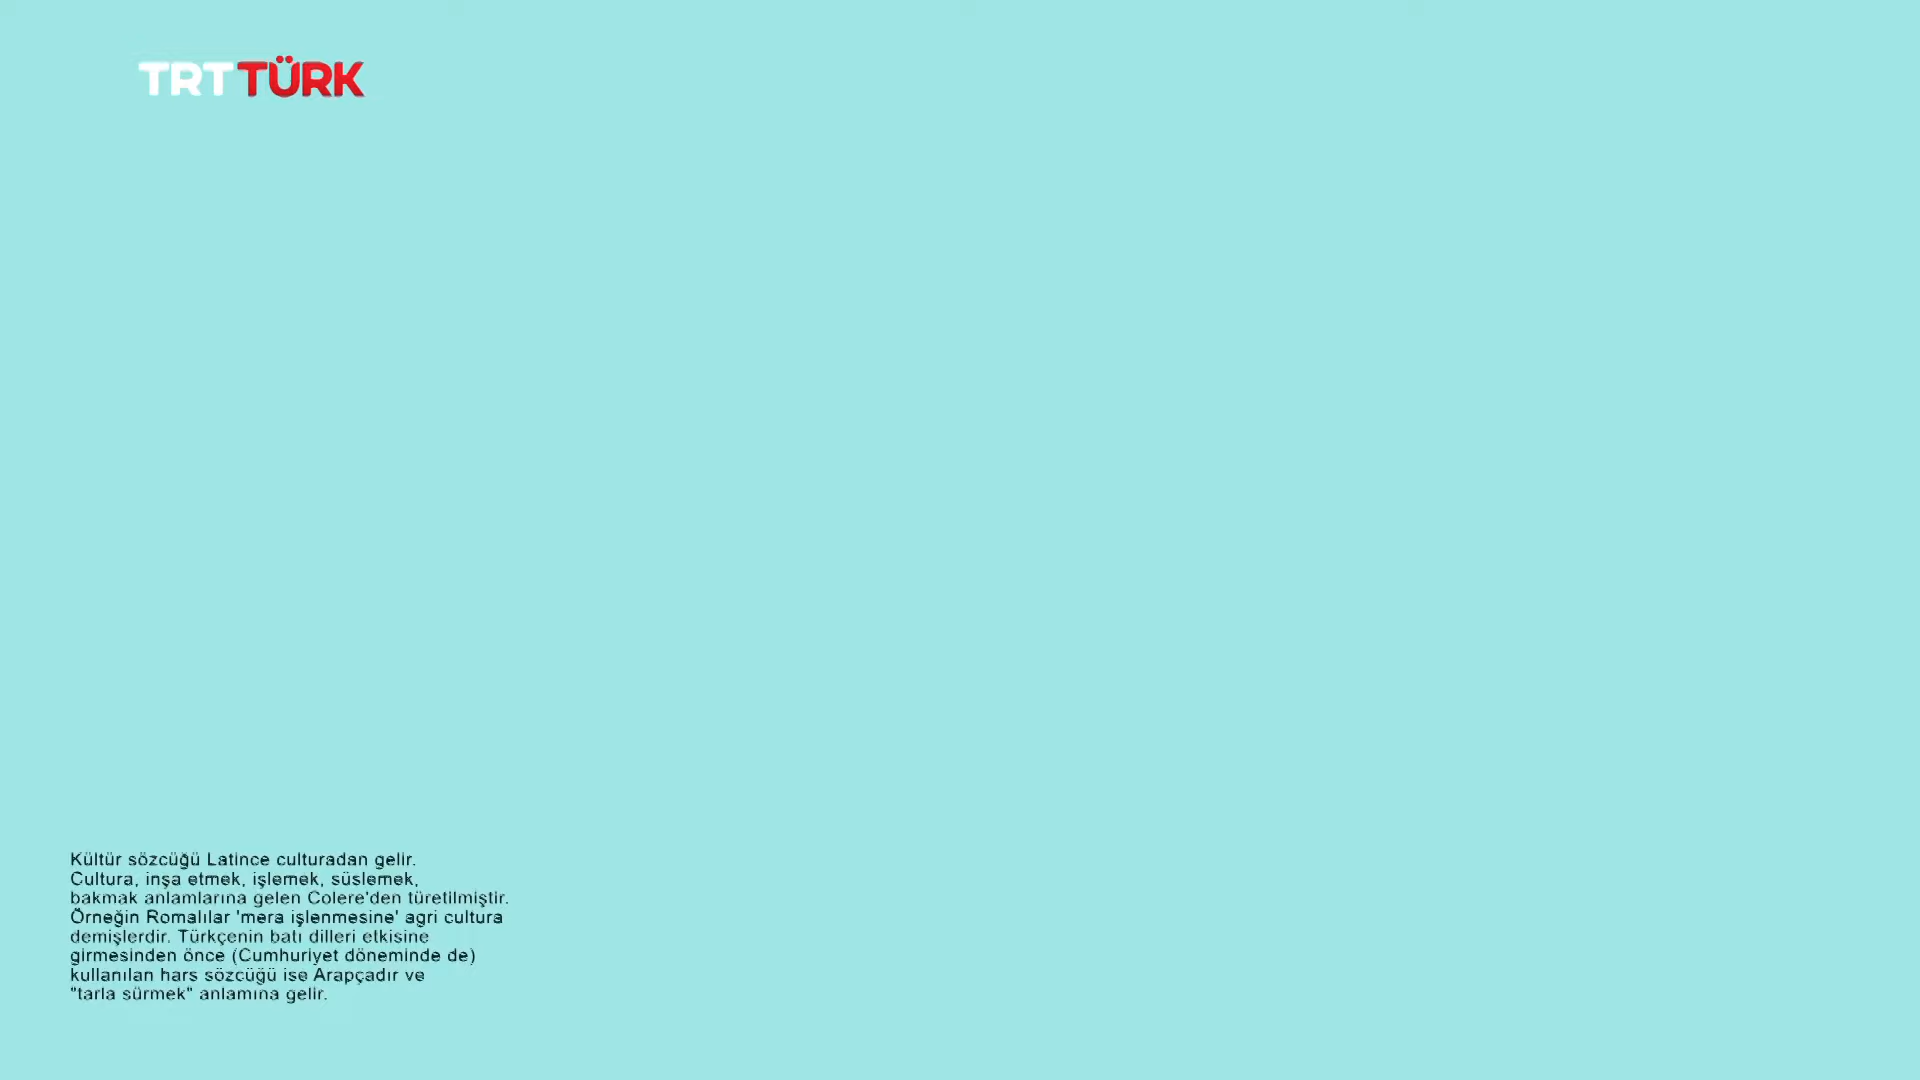 TRT TÜRK
Kültür sözcüğü Latince culturadan gelir.
Cultura, inşa etmek, işlemek, süslemek,
bakmak anlamlarına gelen Colere'den türetilmiştir.
Örneğin Romalılar 'mera işlenmesine' agri cultura
demişlerdir. Türkçenin batı dilleri etkisine
girmesinden önce (Cumhuriyet döneminde de)
kullanılan hars sözcüğü ise Arapçadır ve
"tarla sürmek" anlamına gelir.